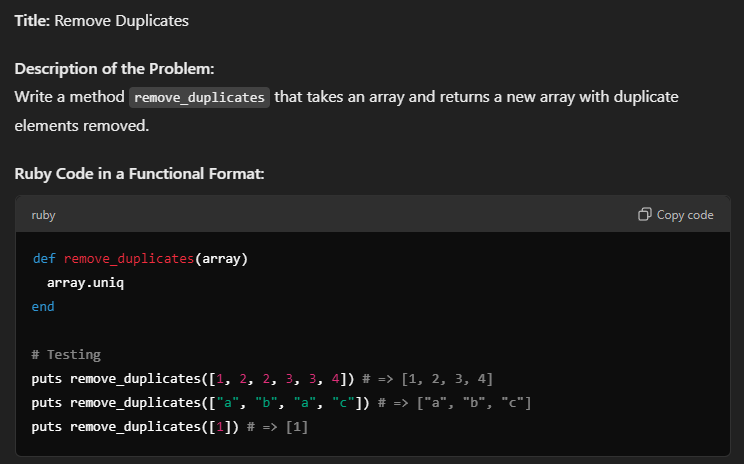 Title: Remove Duplicates
Description of the Problem:
Write a method remove_duplicates that takes an array and returns a new array with duplicate
elements removed.
Ruby Code in a Functional Format:
ruby
Copy code
def remove_duplicates(array)
  array.uniq
end
# Testing
puts remove_duplicates([1, 2, 2, 3, 3, 4]) # => [1, 2, 3, 4]
puts remove_duplicates(["a", "b", "a", "c"]) # => ["a", "b", "c"]
puts remove_duplicates([1]) # => [1]